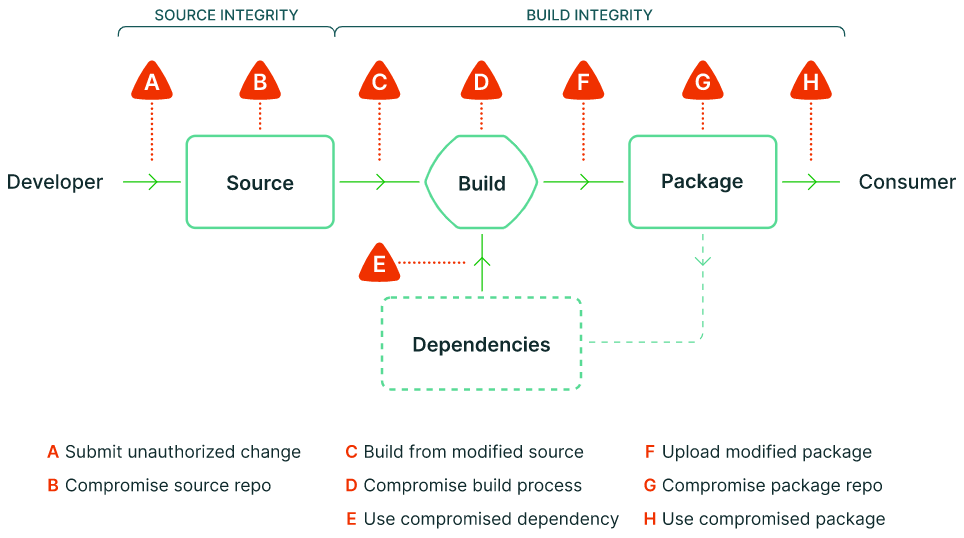 SOURCE INTEGRITY
BUILD INTEGRITY
A
B
C
D
F
G
H
Developer
Source
Build
Package
Consumer
E
Dependencies
A Submit unauthorized change
B Compromise source repo
C Build from modified source
D Compromise build process
E Use compromised dependency
F Upload modified package
G Compromise package repo
H Use compromised package